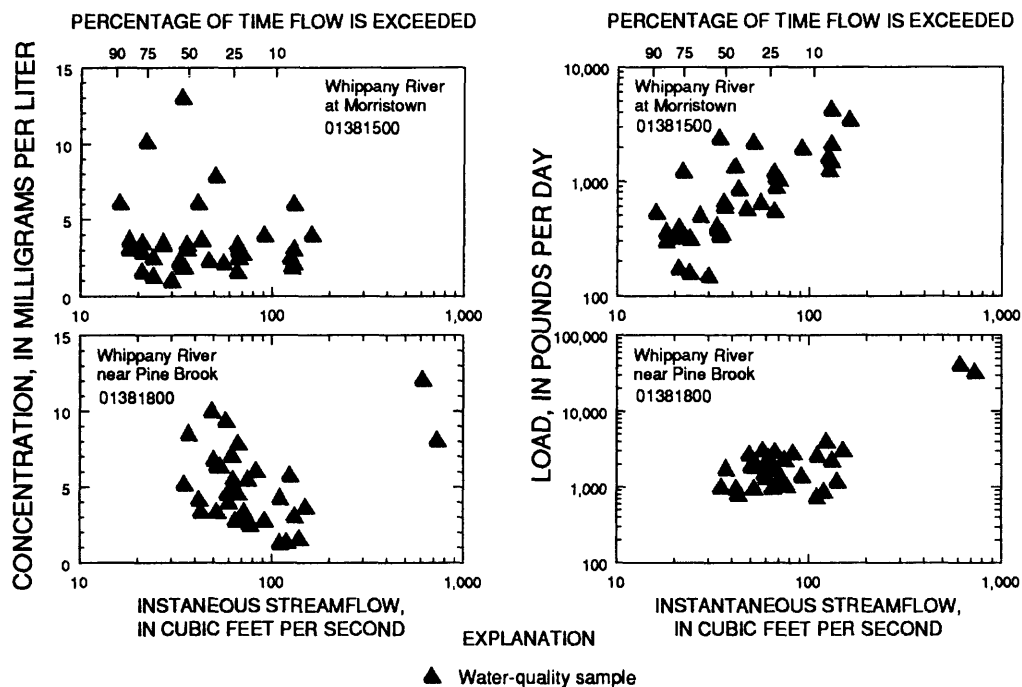 PERCENTAGE OF TIME FLOW IS EXCEEDED
90 75 50 25 10
CONCENTRATION, IN MILLIGRAMS PER LITER
15
10
5
0
Whippany River
at Morristown
01381500
10 100 1,000
15
10
5
0
Whippany River
near Pine Brook
01381800
10 100 1,000
INSTANEOUS STREAMFLOW,
IN CUBIC FEET PER SECOND
PERCENTAGE OF TIME FLOW IS EXCEEDED
90 75 50 25 10
LOAD, IN POUNDS PER DAY
10,000
1,000
100
Whippany River
at Morristown
01381500
10 100 1,000
100,000
10,000
1,000
100
Whippany River
near Pine Brook
01381800
10 100 1,000
INSTANTANEOUS STREAMFLOW,
IN CUBIC FEET PER SECOND
EXPLANATION
Water-quality sample